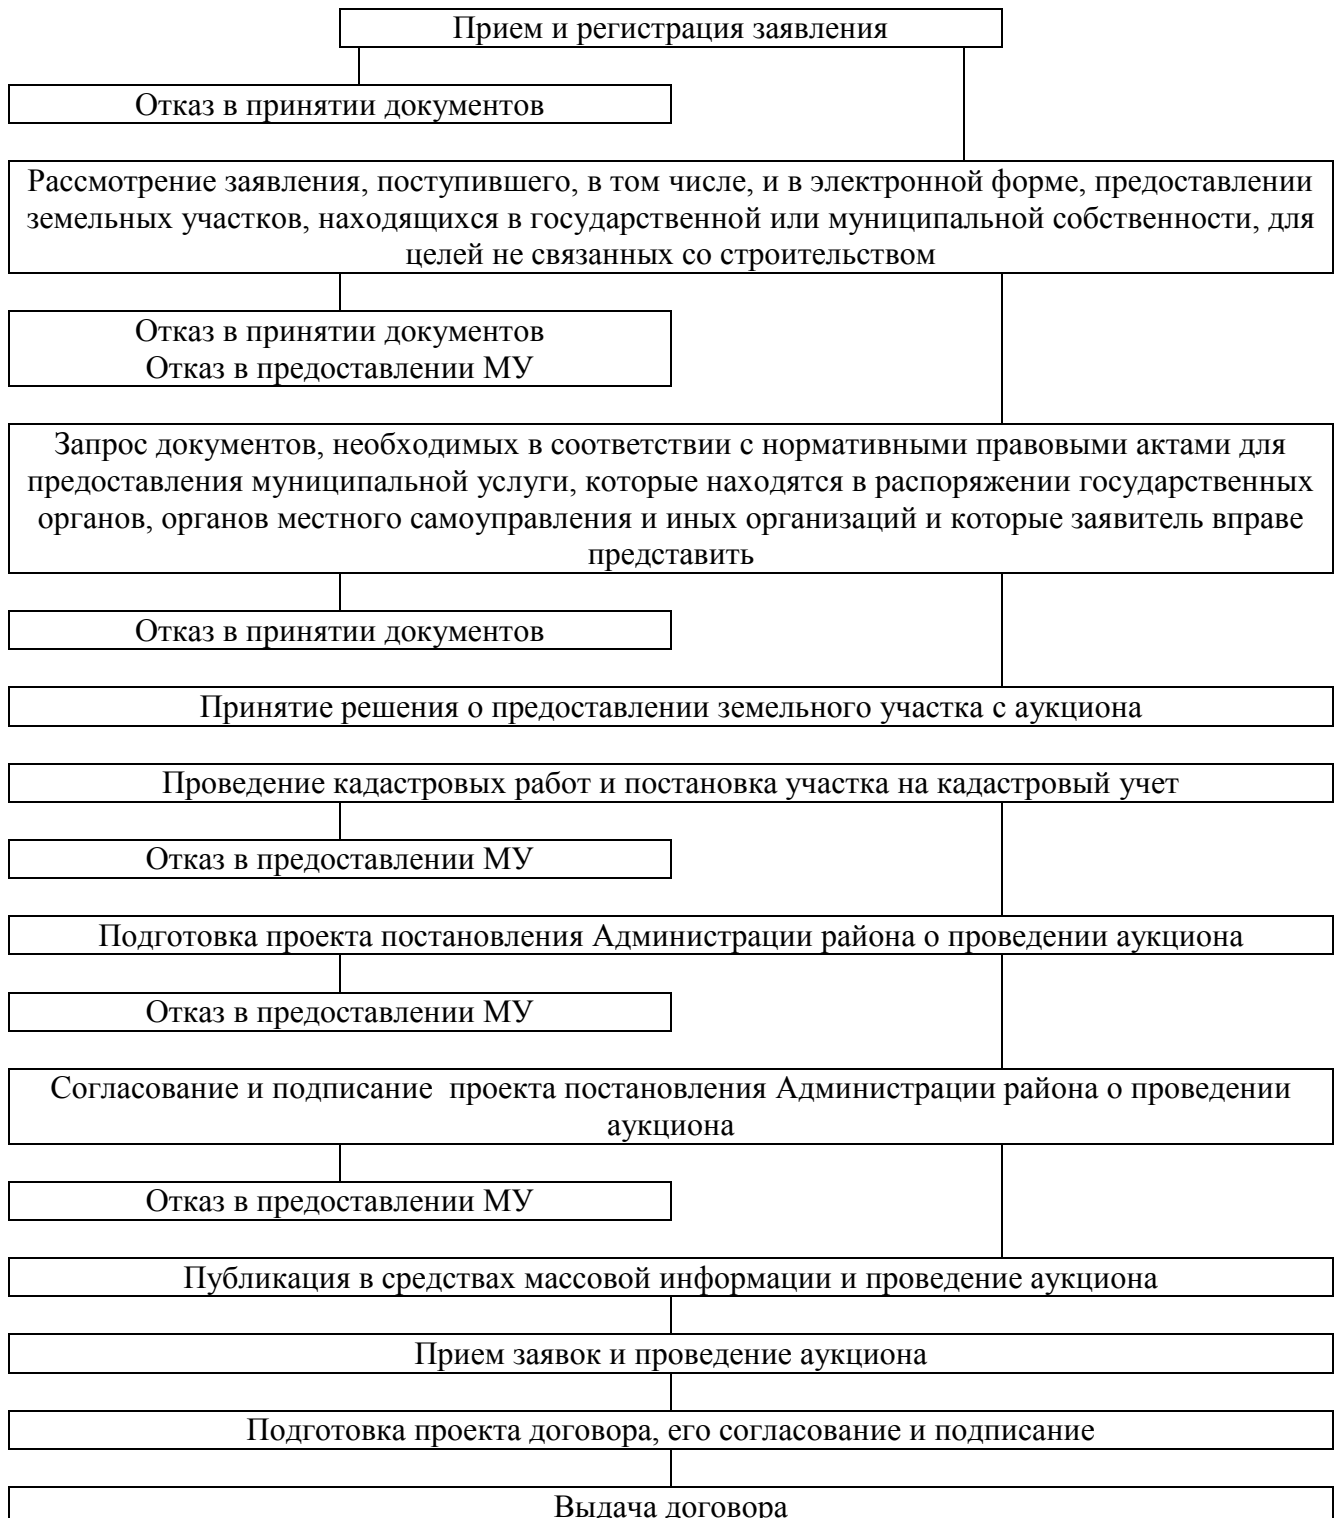 Прием и регистрация заявления
Отказ в принятии документов
Рассмотрение заявления, поступившего, в том числе, и в электронной форме, предоставлении
земельных участков, находящихся в государственной или муниципальной собственности, для
целей не связанных со строительством
Отказ в принятии документов
Отказ в предоставлении МУ
Запрос документов, необходимых в соответствии с нормативными правовыми актами для
предоставления муниципальной услуги, которые находятся в распоряжении государственных
органов, органов местного самоуправления и иных организаций и которые заявитель вправе
представить
Отказ в принятии документов
Принятие решения о предоставлении земельного участка с аукциона
Проведение кадастровых работ и постановка участка на кадастровый учет
Отказ в предоставлении МУ
Подготовка проекта постановления Администрации района о проведении аукциона
Отказ в предоставлении МУ
Согласование и подписание  проекта постановления Администрации района о проведении
аукциона
Отказ в предоставлении МУ
Публикация в средствах массовой информации и проведение аукциона
Прием заявок и проведение аукциона
Подготовка проекта договора, его согласование и подписание
Выдача договора